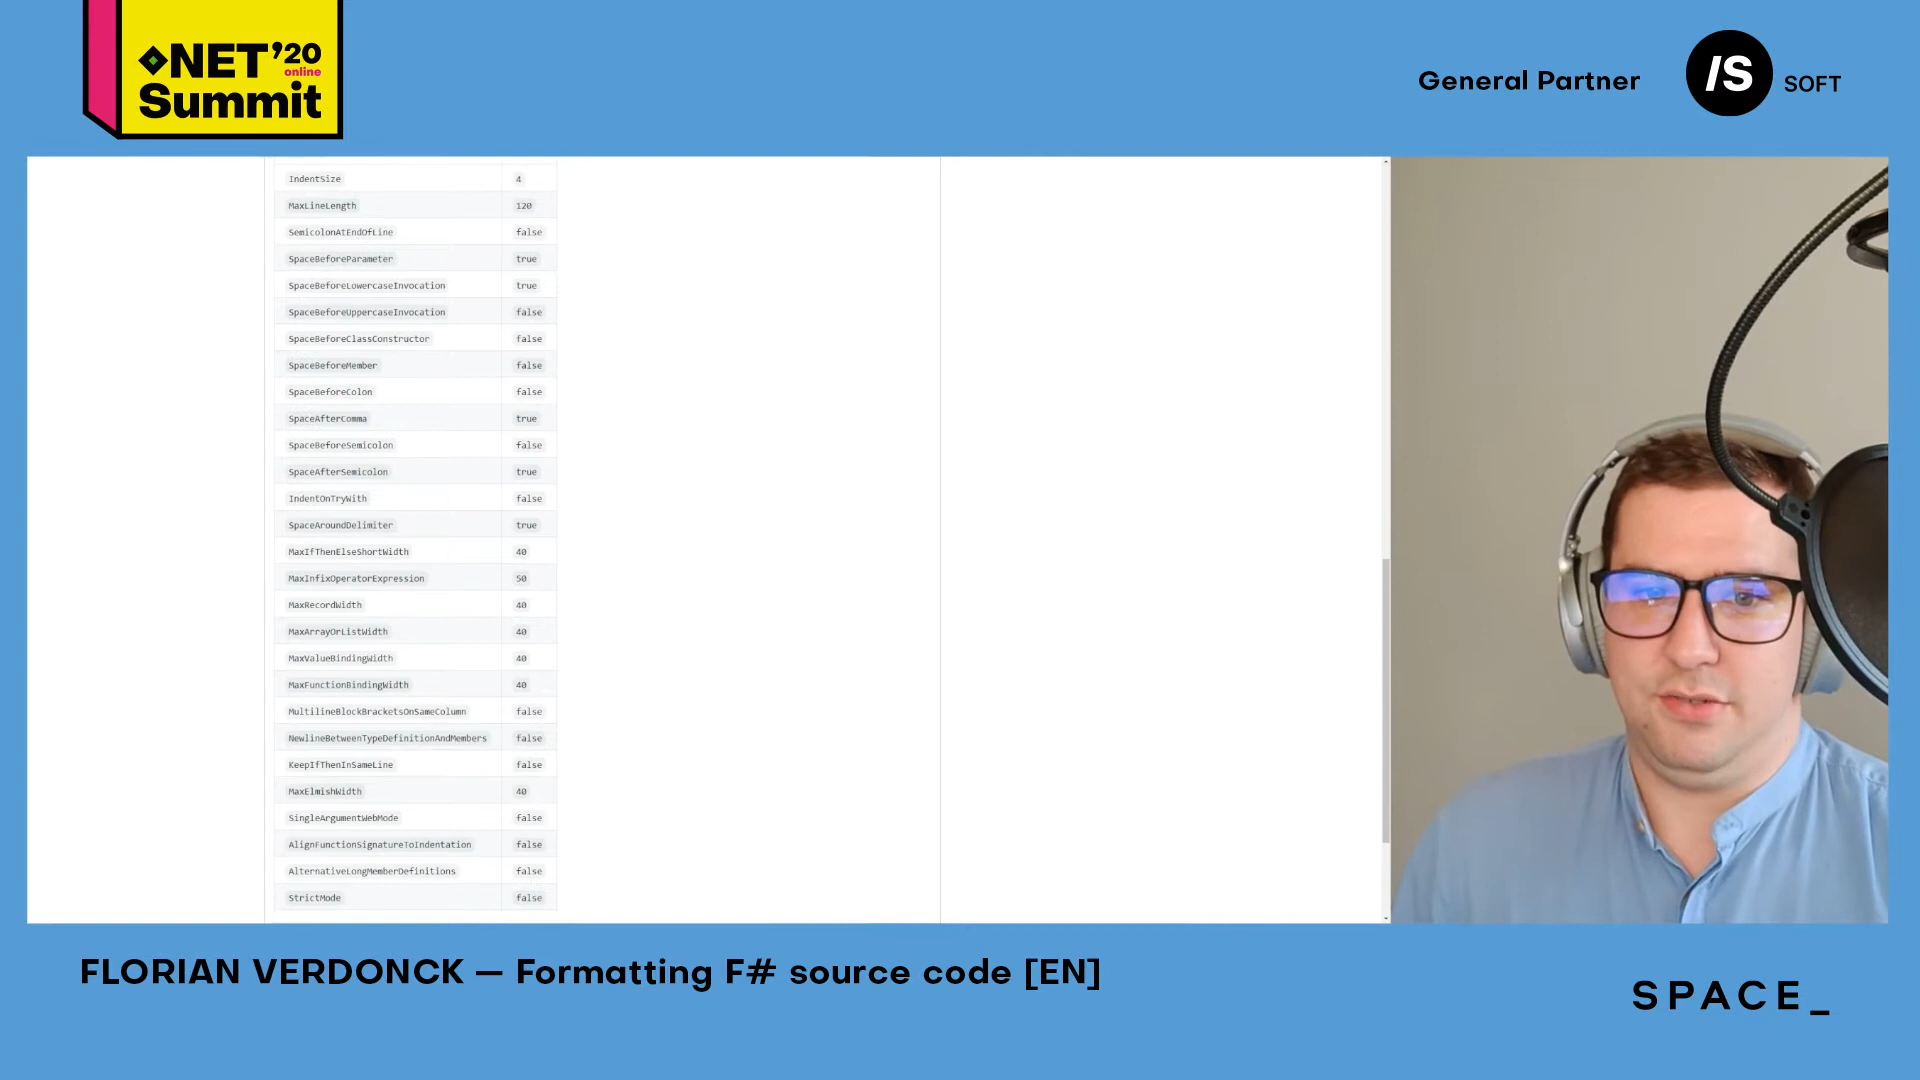 NET'20
online
Summit
General Partner
IS SOFT
IndentSize 4
MaxLineLength 120
SemicolonAtEndOfLine false
SpaceBeforeParameter true
SpaceBeforeLowercaseInvocation true
SpaceBeforeUppercaseInvocation false
SpaceBeforeClassConstructor false
SpaceBeforeMember false
SpaceBeforeColon false
SpaceAfterComma true
SpaceBeforeSemicolon false
SpaceAfterSemicolon true
IndentOnTryWith false
SpaceAroundDelimiter true
MaxIfThenElseShortWidth 40
MaxInfixOperatorExpression 50
MaxRecordWidth 40
MaxArrayOrListWidth 40
MaxValueBindingWidth 40
MaxFunctionBindingWidth 40
MultilineBlockBracketsOnSameColumn false
NewlineBetweenTypeDefinitionAndMembers false
KeepIfThenInSameLine false
MaxElmishWidth 40
SingleArgumentWebMode false
AlignFunctionSignatureToIndentation false
AlternativeLongMemberDefinitions false
StrictMode false
FLORIAN VERDONCK — Formatting F# source code [EN]
SPACE_